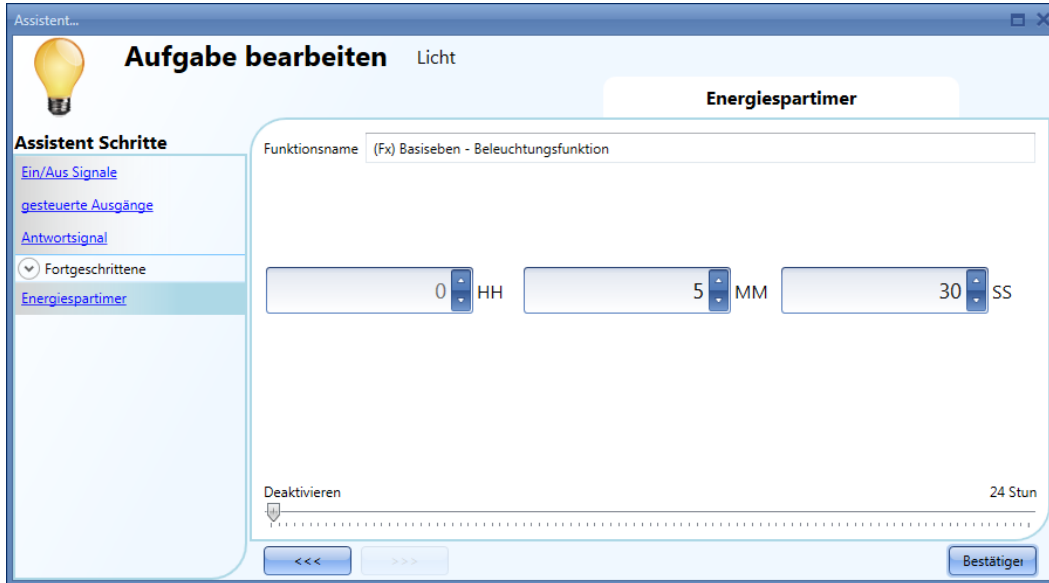 Assistent...
Aufgabe bearbeiten Licht
Energiespartimer
Assistent Schritte
Ein/Aus Signale
gesteuerte Ausgänge
Antwortsignal
Fortgeschrittene
Energiespartimer
Funktionsname (Fx) Basiseben - Beleuchtungsfunktion
0 HH 5 MM 30 SS
Deaktivieren 24 Stun
<<< >>> Bestätiger